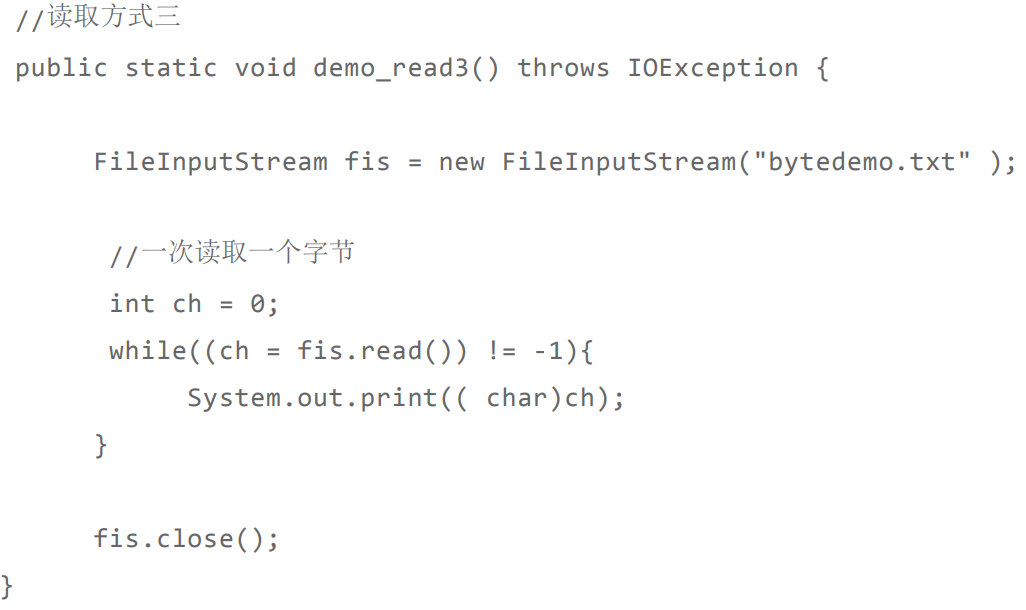 //读取方式三
public static void demo_read3() throws IOException {
FileInputStream fis = new FileInputStream("bytedemo.txt" );
//一次读取一个字节
int ch = 0;
while((ch = fis.read()) != -1){
System.out.print(( char)ch);
}
fis.close();
}